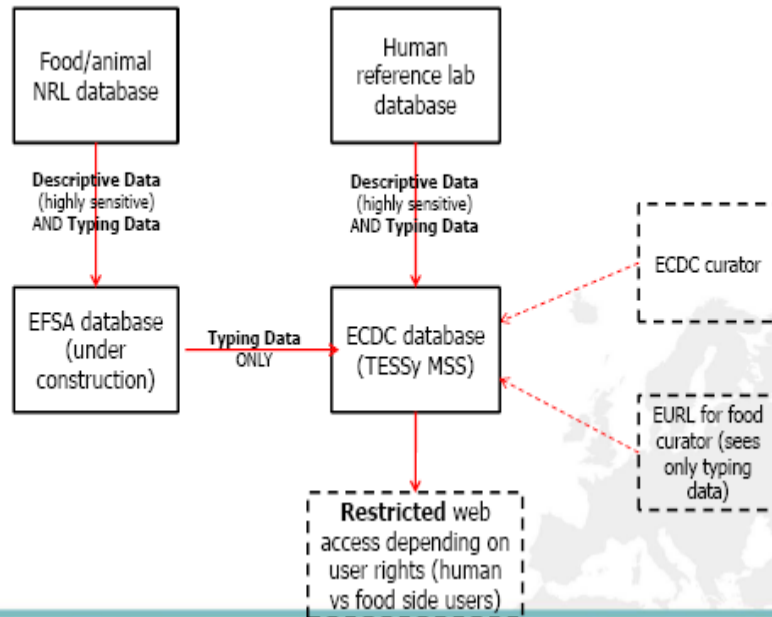 Food/animal
NRL database
Human
reference lab
database
Descriptive Data
(highly sensitive)
AND Typing Data
Descriptive Data
(highly sensitive)
AND Typing Data
ECDC curator
EFSA database
(under
construction)
Typing Data
ONLY
ECDC database
(TESSy MSS)
EURL for food
curator (sees
only typing
data)
Restricted web
access depending on
user rights (human
vs food side users)